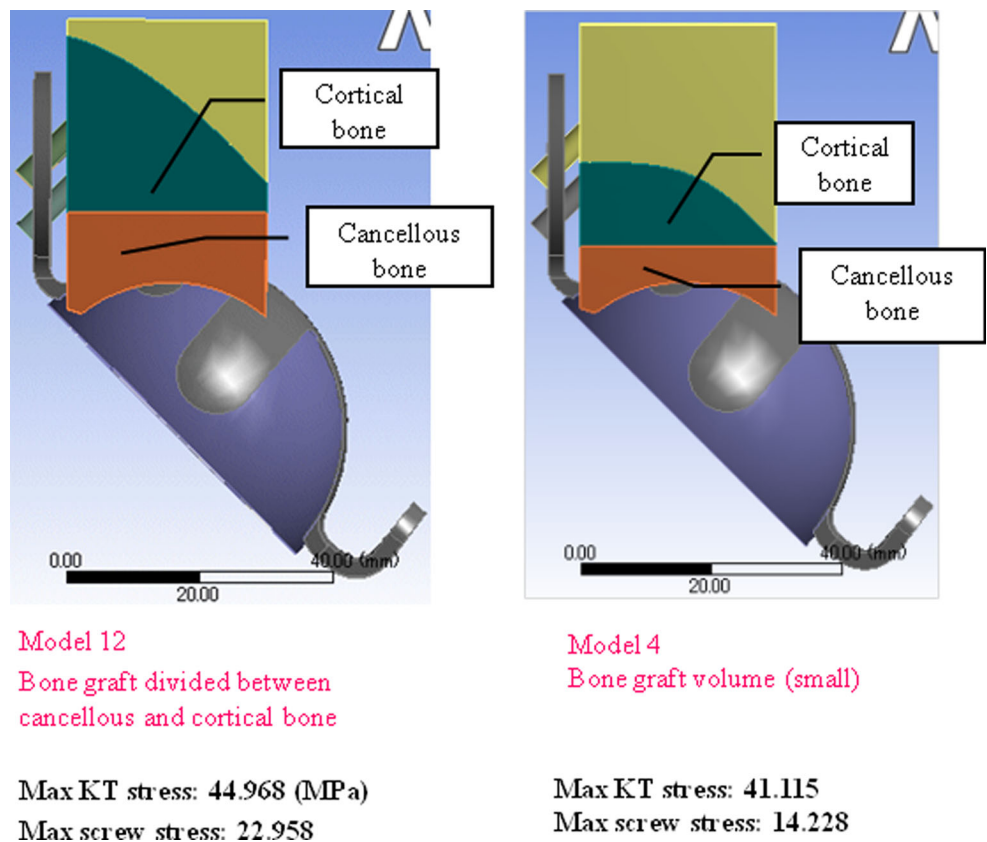 Cortical
bone
Cancellous
bone
0.00
40.00 (mm)
20.00
Model 12
Bone graft divided between
cancellous and cortical bone
Max KT stress: 44.968 (MPa)
Max screw stress: 22.958
Cortical
bone
Cancellous
bone
0.00
40.00 (mm)
20.00
Model 4
Bone graft volume (small)
Max KT stress: 41.115
Max screw stress: 14.228